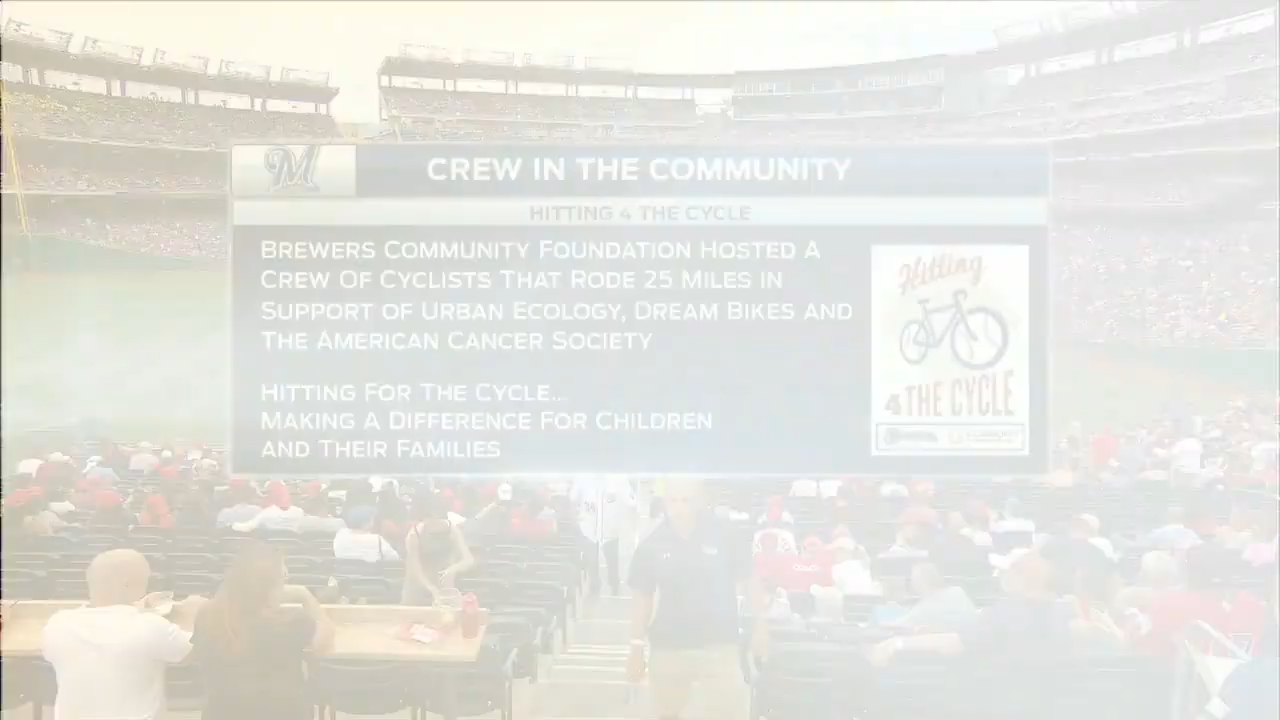 M
CREW IN THE COMMUNITY
HITTING 4 THE CYCLE
BREWERS COMMUNITY FOUNDATION HOSTED A
CREW OF CYCLISTS THAT RODE 25 MILES IN
SUPPORT OF URBAN ECOLOGY, DREAM BIKES AND
THE AMERICAN CANCER SOCIETY
HITTING FOR THE CYCLE...
MAKING A DIFFERENCE FOR CHILDREN
AND THEIR FAMILIES
Hitting
4 THE CYCLE